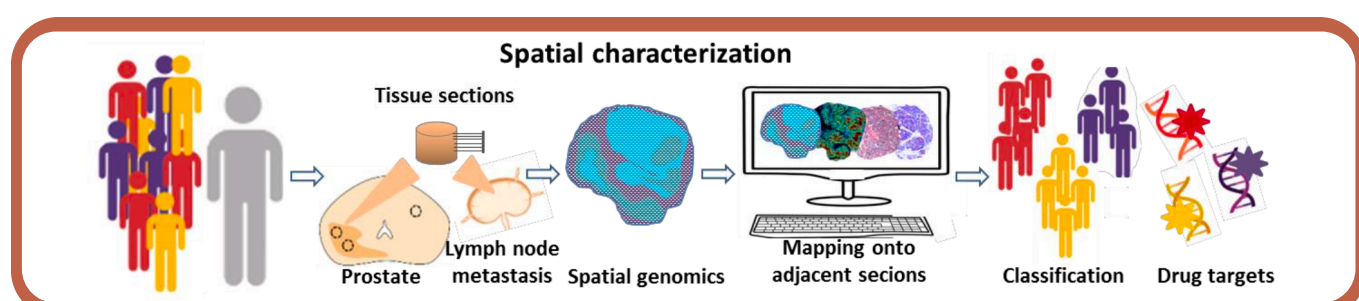 Spatial characterization
Tissue sections
Prostate
Lymph node
metastasis
Spatial genomics
Mapping onto
adjacent secions
Classification
Drug targets